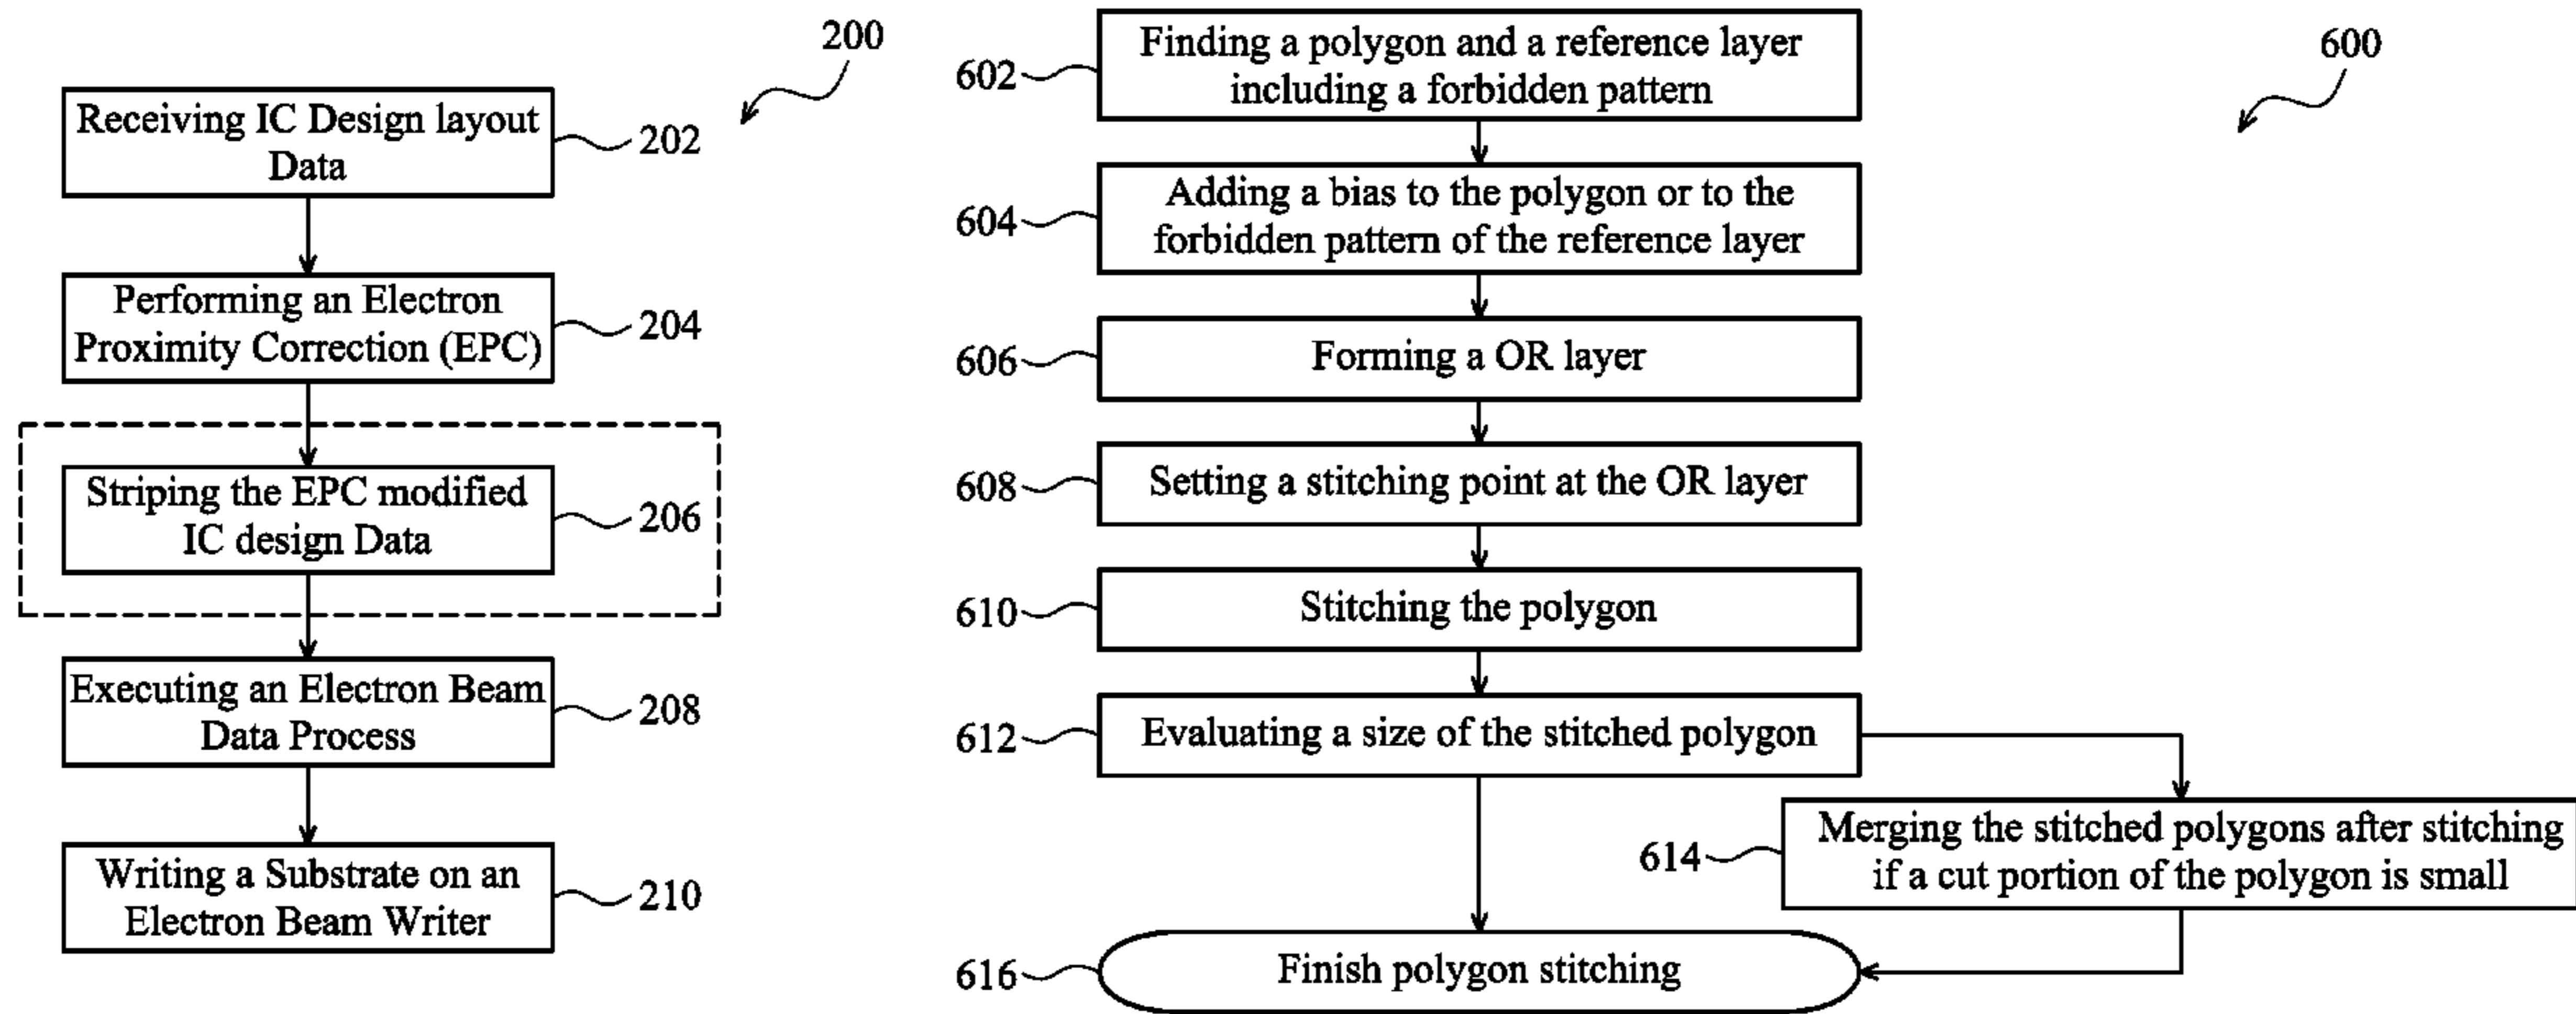 200
Receiving IC Design layout
Data
202
Performing an Electron
Proximity Correction (EPC)
204
Striping the EPC modified
IC design Data
206
Executing an Electron Beam
Data Process
208
Writing a Substrate on an
Electron Beam Writer
210
600
602
Finding a polygon and a reference layer
including a forbidden pattern
604
Adding a bias to the polygon or to the
forbidden pattern of the reference layer
606
Forming a OR layer
608
Setting a stitching point at the OR layer
610
Stitching the polygon
612
Evaluating a size of the stitched polygon
614
Merging the stitched polygons after stitching
if a cut portion of the polygon is small
616
Finish polygon stitching